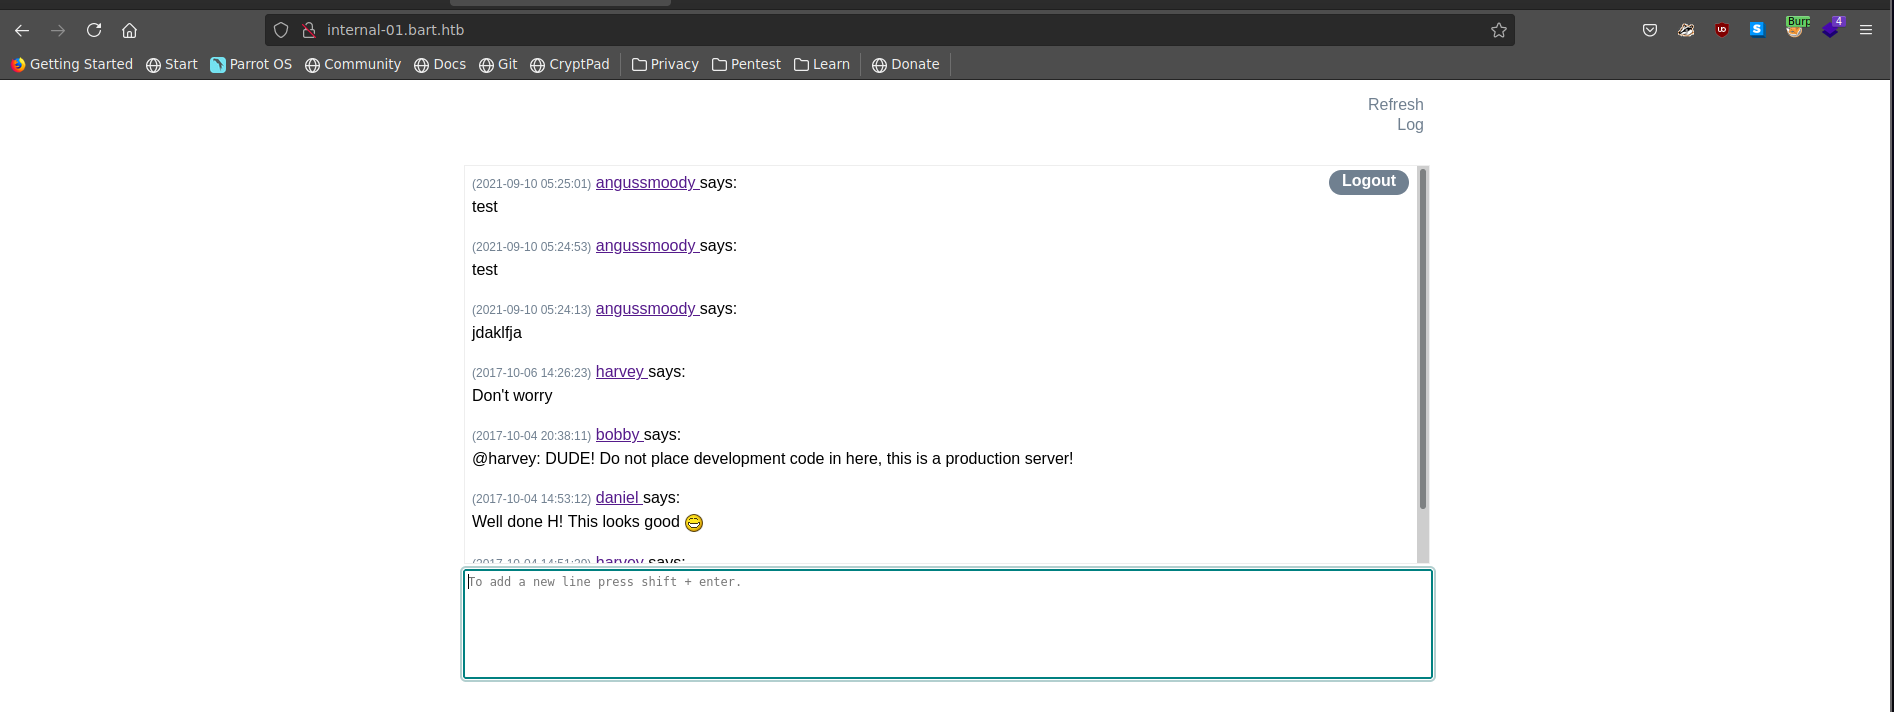 Burp
4
internal-01.bart.htb
Getting Started Start Parrot OS Community Docs Git CryptPad Privacy Pentest Learn Donate
Refresh
Log
Logout
(2021-09-10 05:25:01) angussmoody says:
test
(2021-09-10 05:24:53) angussmoody says:
test
(2021-09-10 05:24:13) angussmoody says:
jdaklfja
(2017-10-06 14:26:23) harvey says:
Don't worry
(2017-10-04 20:38:11) bobby says:
@harvey: DUDE! Do not place development code in here, this is a production server!
(2017-10-04 14:53:12) daniel says:
Well done H! This looks good
harvey says:
To add a new line press shift + enter.